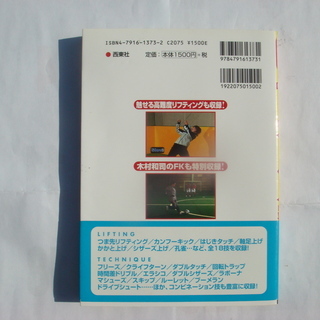 ISBN4-7916-1373-2 C2075 ¥1500E
西東社
定価：本体1500円+税
9784791613731
1922075015002
魅せる高難度リフティングも収録！
木村和司のFKも特別収録！
LIFTING
つま先リフティング／カンフーキック／はじきタッチ／軸足上げ
かかと上げ／シザース上げ／孔雀…など、全18技を収録！
TECHNIQUE
フリーズ／クライフターン／ダブルタッチ／回転トラップ
時間差ドリブル／エラシコ／ダブルシザース／ラボーナ
マシューズ／スキップ／ルーレット／ブーメラン
ドライブシュート……ほか、コンビネーション技も豊富に収録！